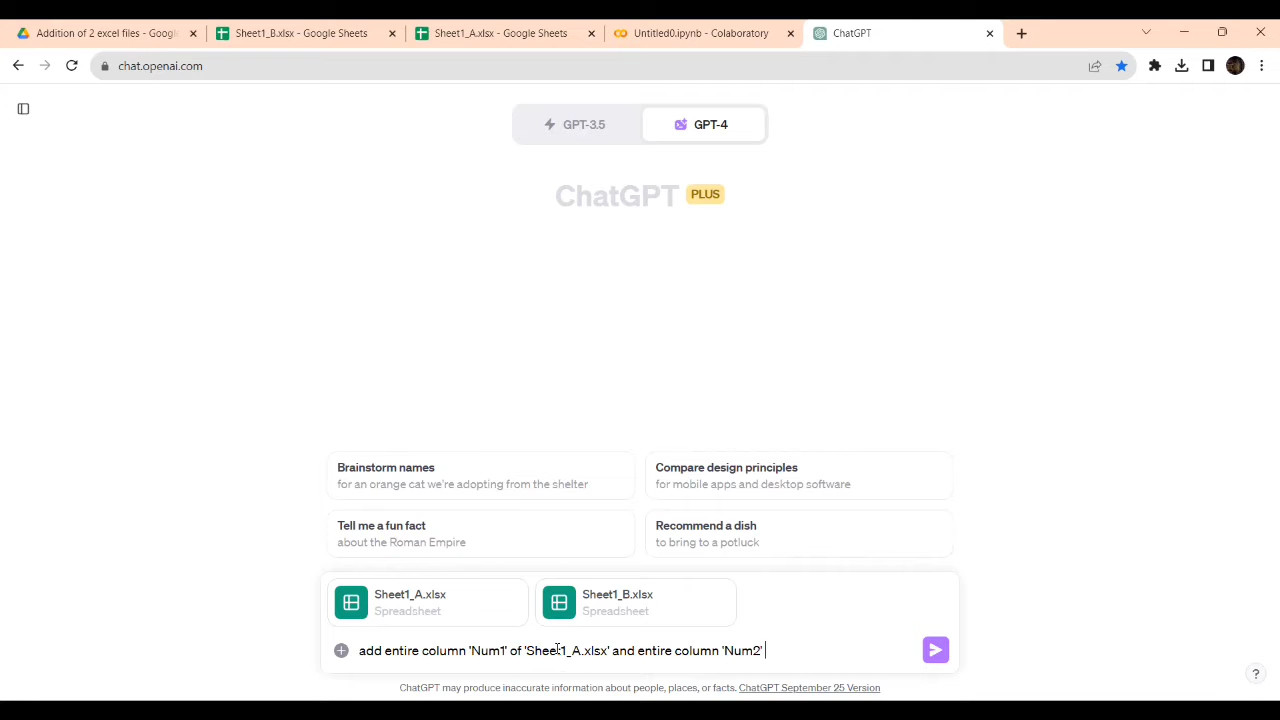 Addition of 2 excel files - Goog
Sheet1_B.xlsx - Google Sheets
Sheet1_A.xlsx - Google Sheets
Untitled0.ipynb - Colaboratory
ChatGPT
chat.openai.com
GPT-3.5
GPT-4
ChatGPT PLUS
Brainstorm names
for an orange cat we're adopting from the shelter
Compare design principles
for mobile apps and desktop software
Tell me a fun fact
about the Roman Empire
Recommend a dish
to bring to a potluck
Sheet1_A.xlsx
Spreadsheet
Sheet1_B.xlsx
Spreadsheet
add entire column 'Num1' of 'Sheet1_A.xlsx' and entire column 'Num2'
ChatGPT may produce inaccurate information about people, places, or facts. ChatGPT September 25 Version
?